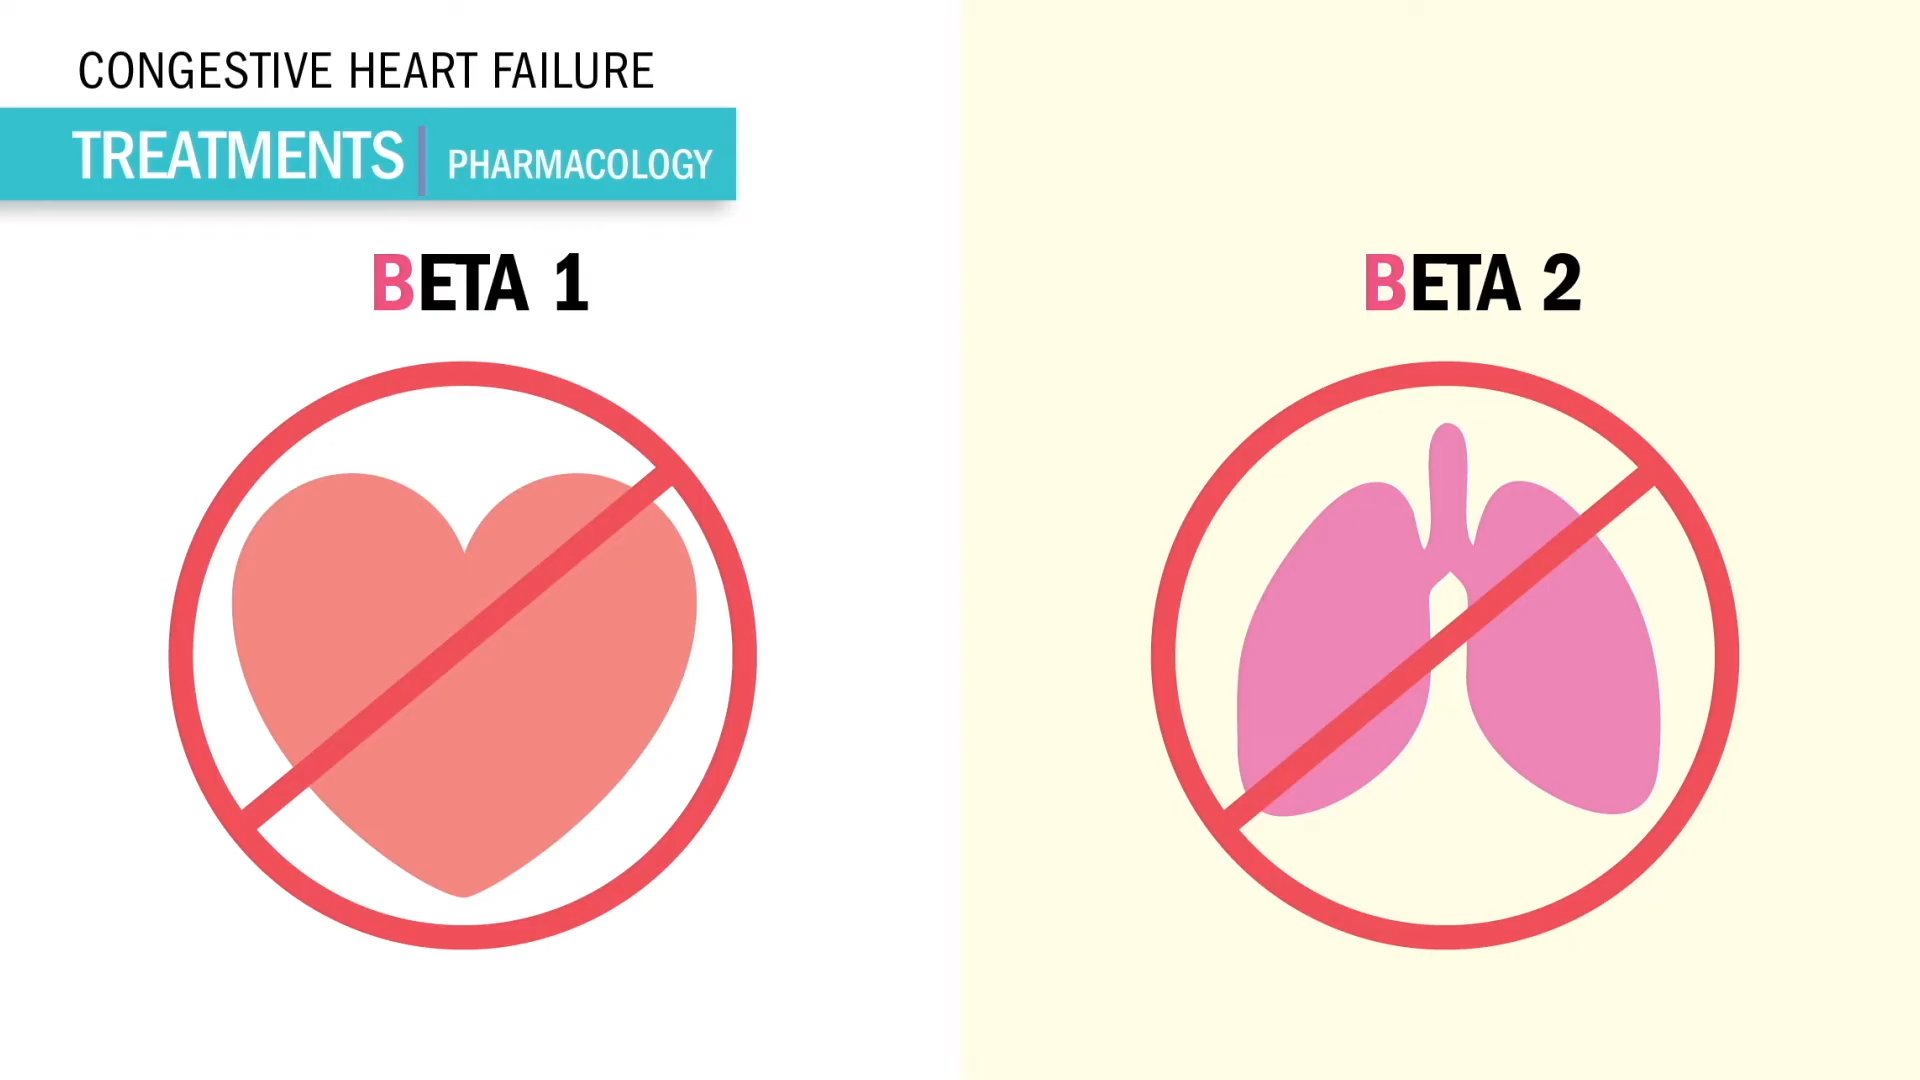 CONGESTIVE HEART FAILURE
TREATMENTS | PHARMACOLOGY
BETA 1
BETA 2